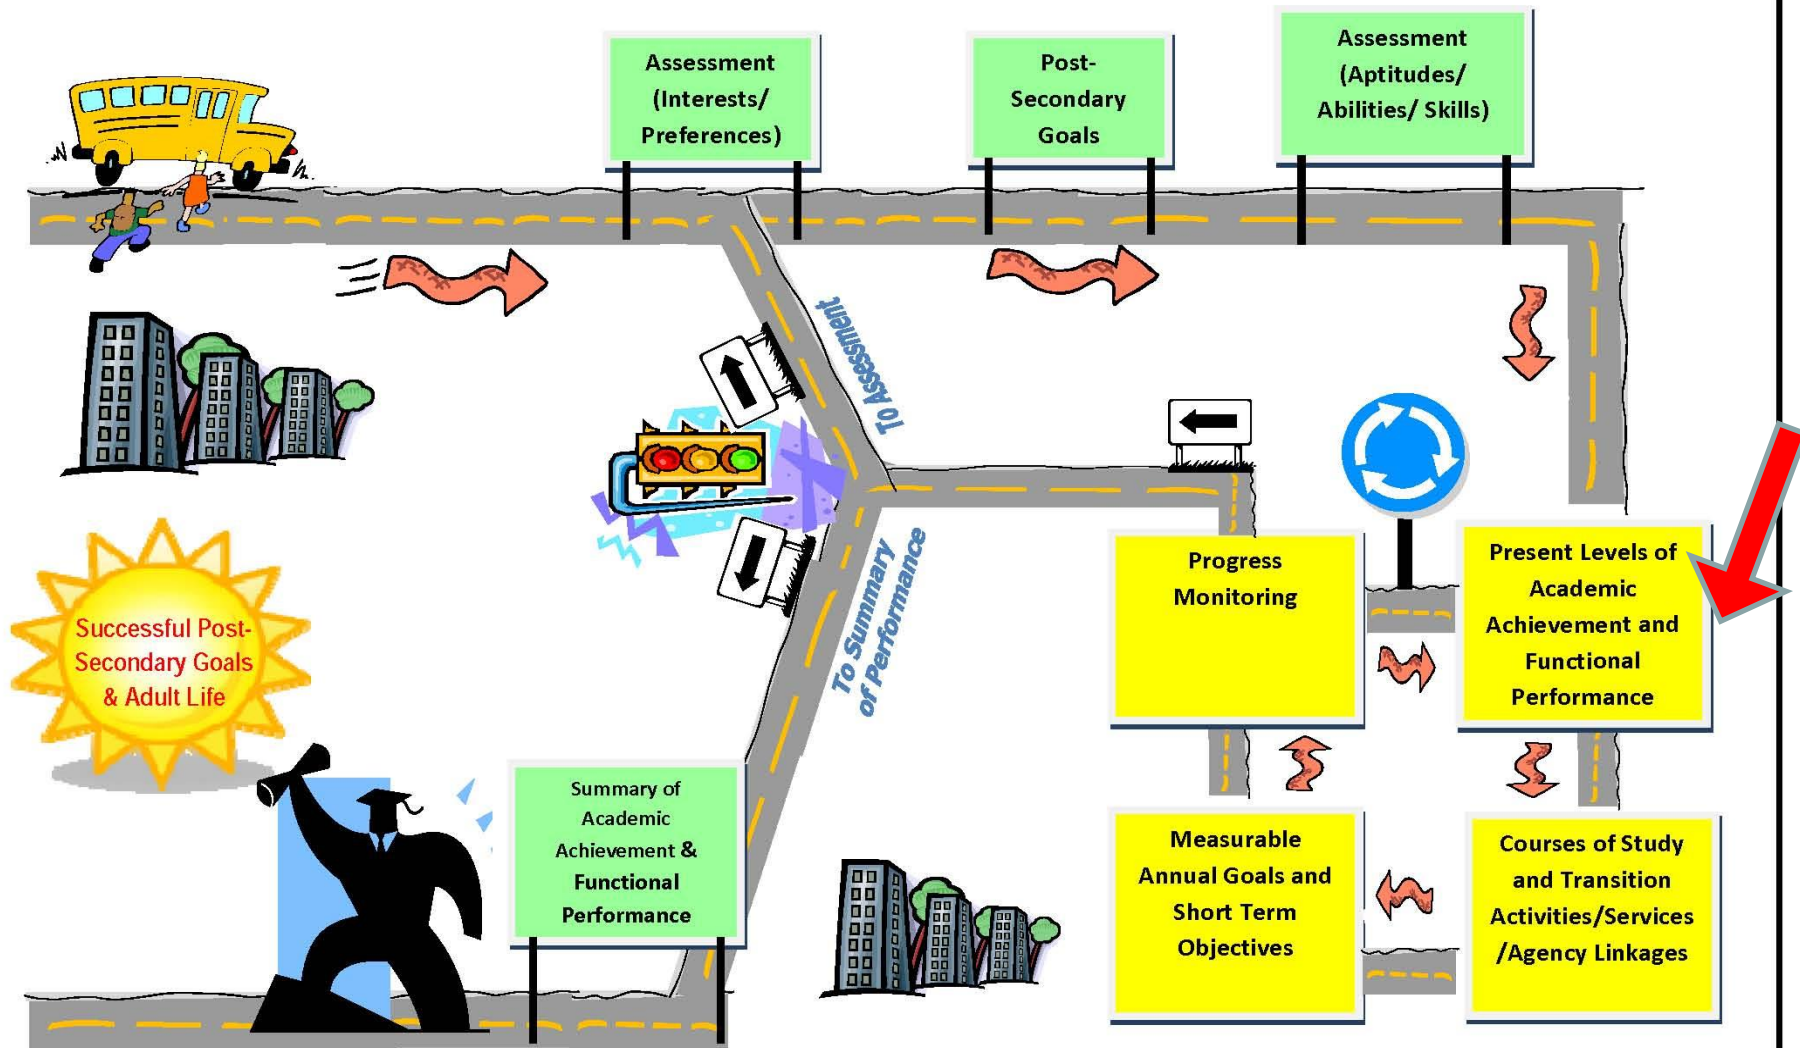 Assessment
(Interests/
Preferences)
Post-
Secondary
Goals
Assessment
(Aptitudes/
Abilities/ Skills)
To Assessment
Progress
Monitoring
Present Levels of
Academic
Achievement and
Functional
Performance
Successful Post-
Secondary Goals
& Adult Life
To Summary
of Performance
Summary of
Academic
Achievement &
Functional
Performance
Measurable
Annual Goals and
Short Term
Objectives
Courses of Study
and Transition
Activities/Services
/Agency Linkages